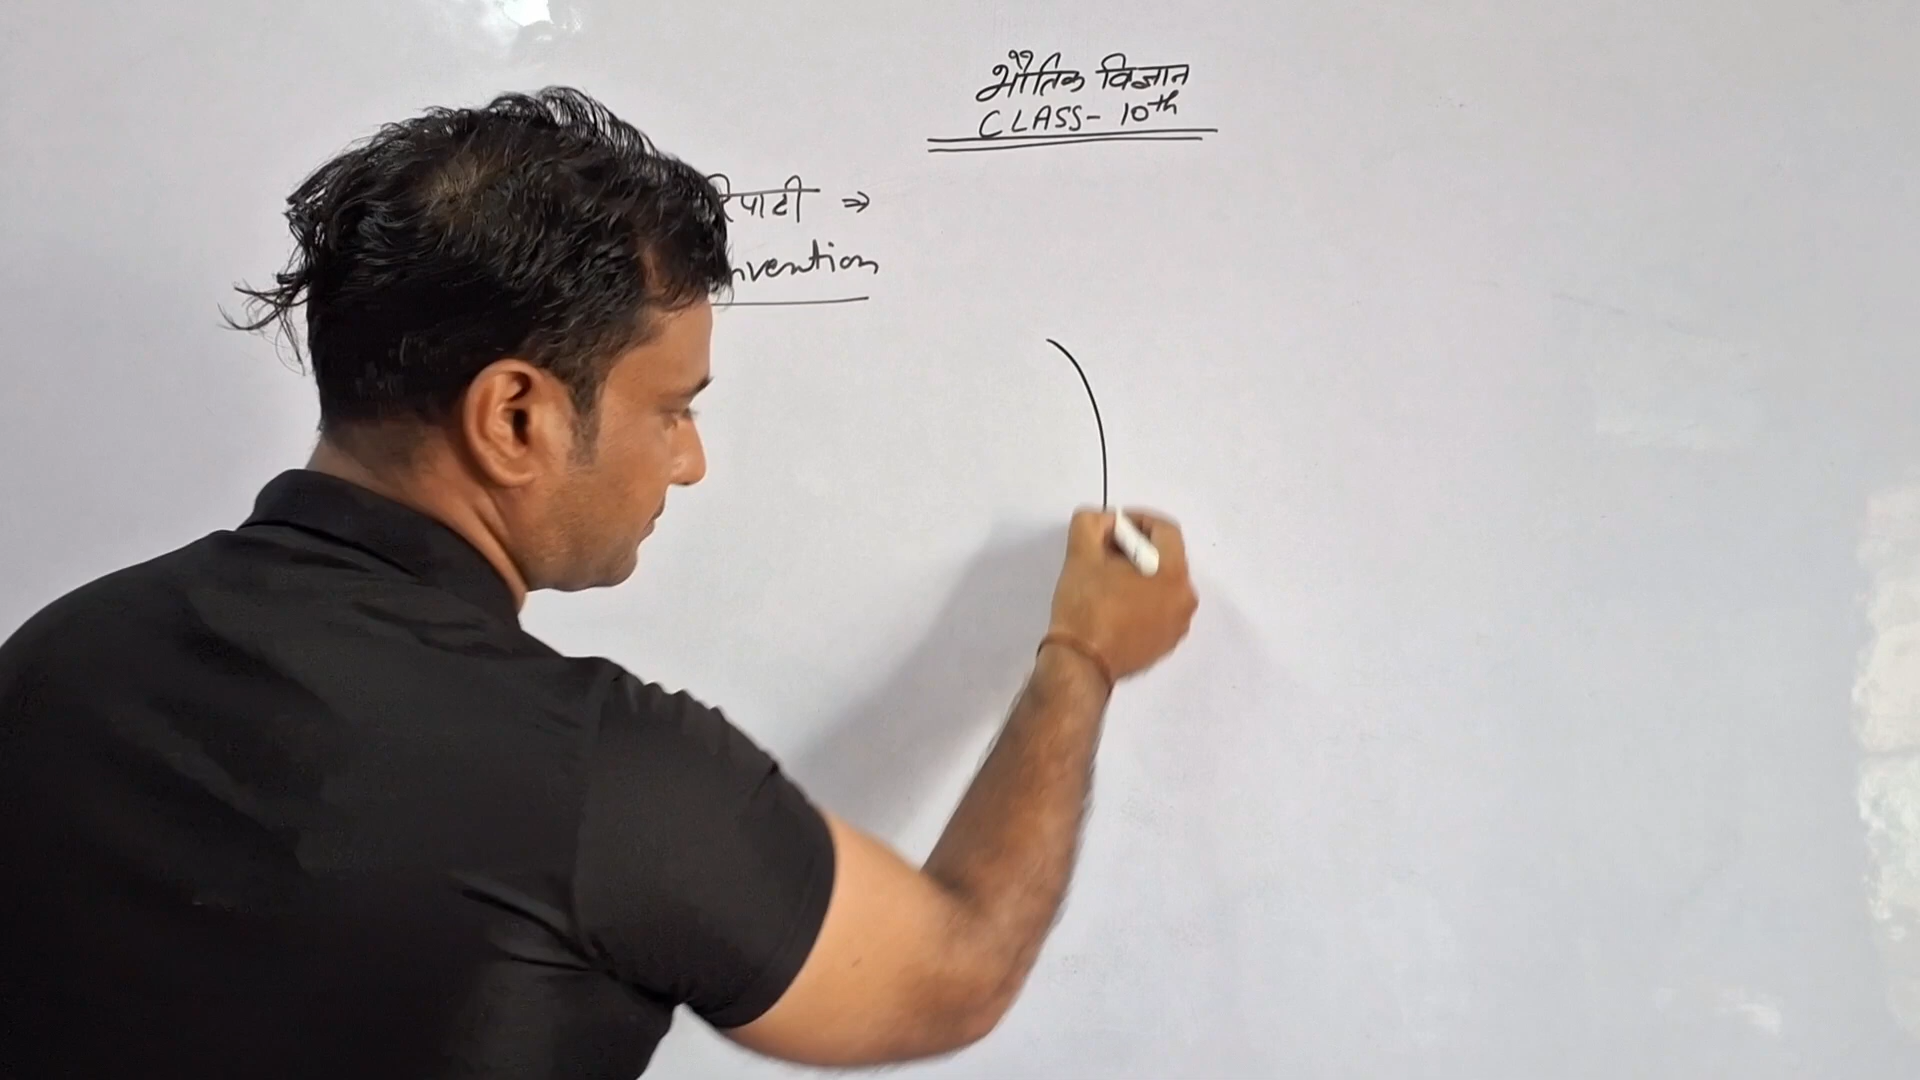 भौतिक विज्ञान
CLASS- 10th
रिपाटी ⇒
nvention